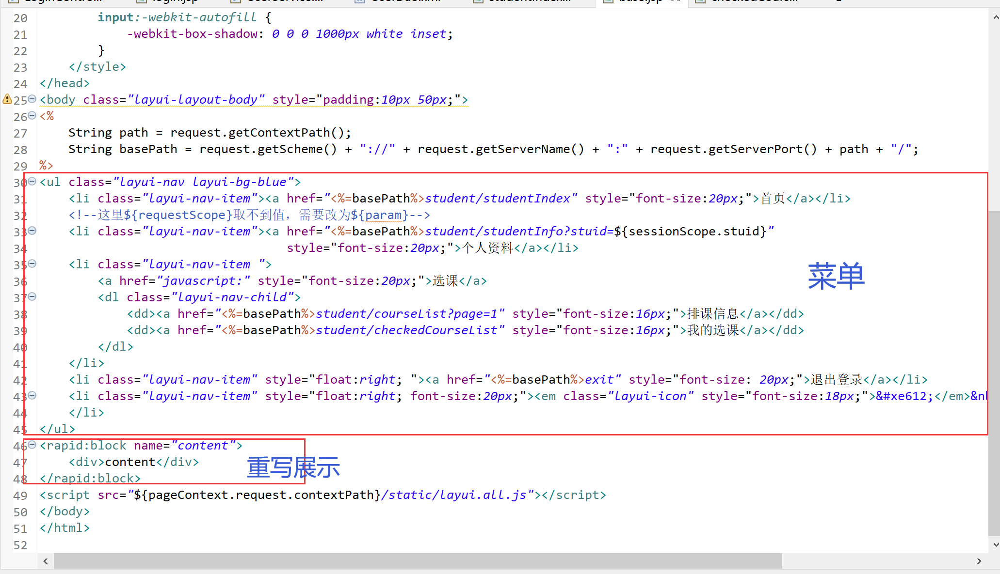 base.jsp
20 input:-webkit-autofill {
21 -webkit-box-shadow: 0 0 0 1000px white inset;
22 }
23 </style>
24 </head>
25 <body class="layui-layout-body" style="padding:10px 50px;">
26 <%
27 String path = request.getContextPath();
28 String basePath = request.getScheme() + "://" + request.getServerName() + ":" + request.getServerPort() + path + "/";
29 %>
30 <ul class="layui-nav layui-bg-blue">
31 <li class="layui-nav-item"><a href="<%=basePath%>student/studentIndex" style="font-size:20px;">首页</a></li>
32 <!--这里${requestScope}取不到值，需要改为${param}-->
33 <li class="layui-nav-item"><a href="<%=basePath%>student/studentInfo?stuid=${sessionScope.stuid}"
34 style="font-size:20px;">个人资料</a></li>
35 <li class="layui-nav-item ">
36 <a href="javascript:" style="font-size:20px;">选课</a>
菜单
37 <dl class="layui-nav-child">
38 <dd><a href="<%=basePath%>student/courseList?page=1" style="font-size:16px;">排课信息</a></dd>
39 <dd><a href="<%=basePath%>student/checkedCourseList" style="font-size:16px;">我的选课</a></dd>
40 </dl>
41 </li>
42 <li class="layui-nav-item" style="float:right; "><a href="<%=basePath%>exit" style="font-size: 20px;">退出登录</a></li>
43 <li class="layui-nav-item" style="float:right; font-size:20px;"><em class="layui-icon" style="font-size:18px;">&#xe612;</em>&n
44 </li>
45 </ul>
46 <rapid:block name="content">
47 <div>content</div>
重写展示
48 </rapid:block>
49 <script src="${pageContext.request.contextPath}/static/layui.all.js"></script>
50 </body>
51 </html>
52